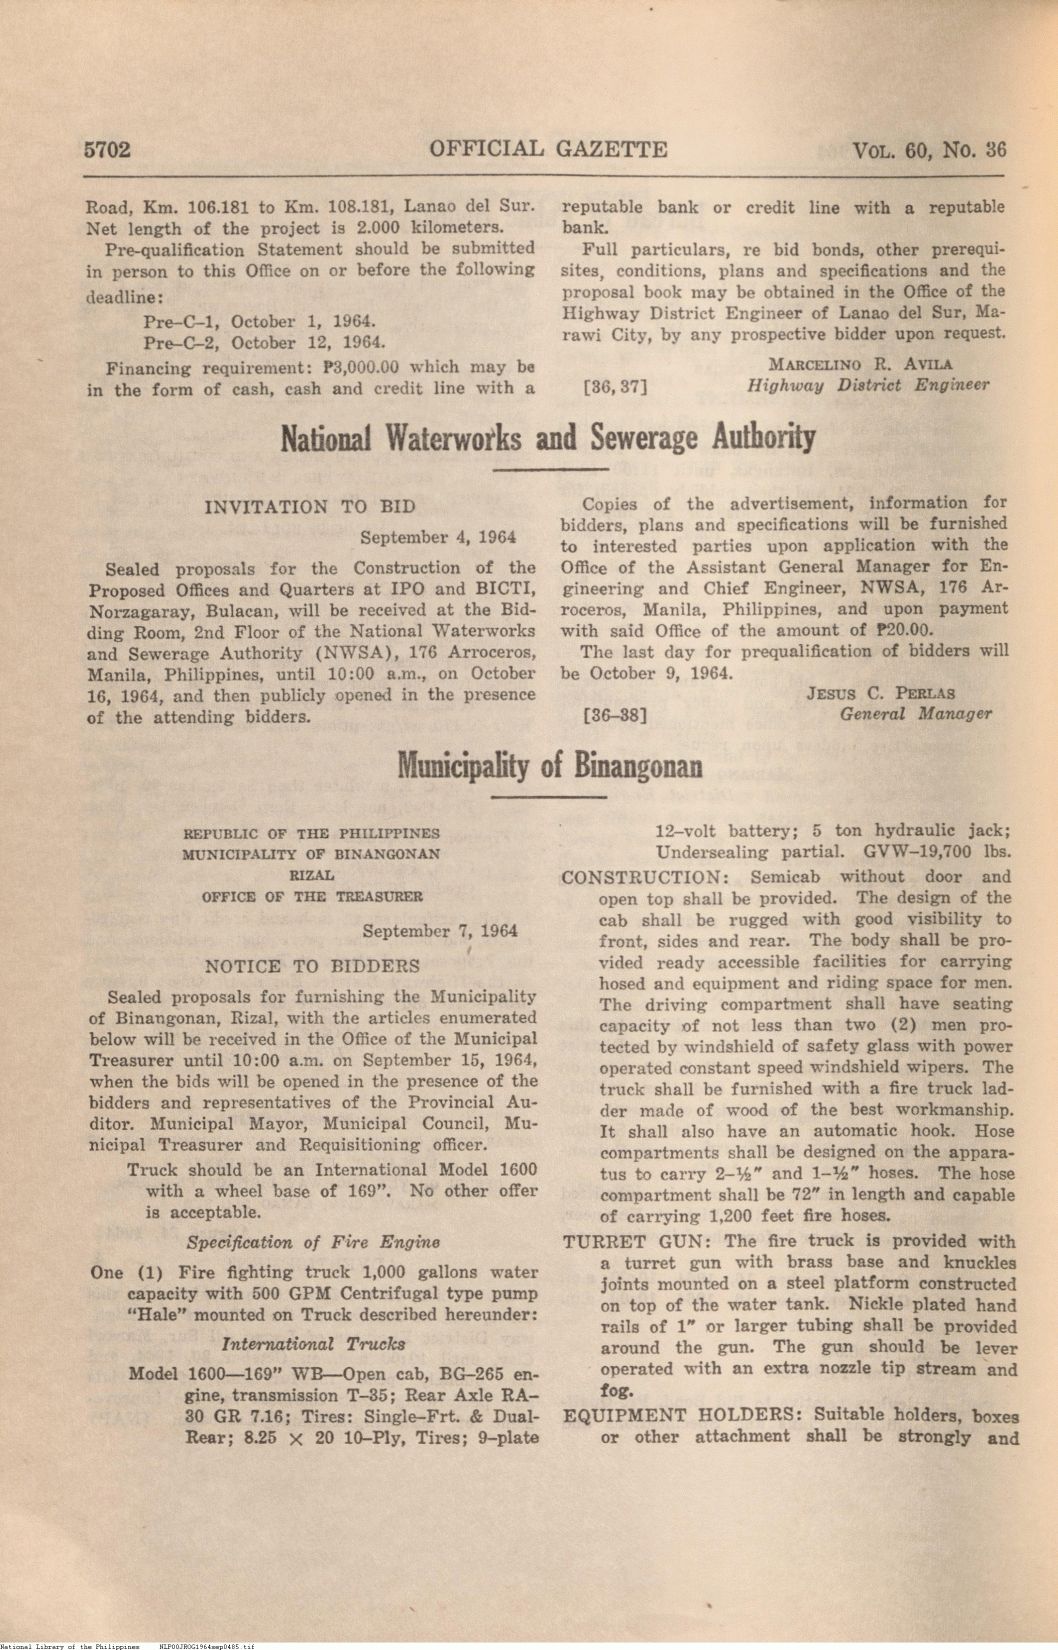 5702 OFFICIAL GAZETTE VOL. 60, No. 36
Road, Km. 106.181 to Km. 108.181, Lanao del Sur.
Net length of the project is 2.000 kilometers.
Pre-qualification Statement should be submitted
in person to this Office on or before the following
deadline:
Pre–C–1, October 1, 1964.
Pre–C–2, October 12, 1964.
Financing requirement: ₱3,000.00 which may be
in the form of cash, cash and credit line with a
reputable bank or credit line with a reputable
bank.
Full particulars, re bid bonds, other prerequi-
sites, conditions, plans and specifications and the
proposal book may be obtained in the Office of the
Highway District Engineer of Lanao del Sur, Ma-
rawi City, by any prospective bidder upon request.
MARCELINO R. AVILA
[36, 37] Highway District Engineer
National Waterworks and Sewerage Authority
INVITATION TO BID
September 4, 1964
Sealed proposals for the Construction of the
Proposed Offices and Quarters at IPO and BICTI,
Norzagaray, Bulacan, will be received at the Bid-
ding Room, 2nd Floor of the National Waterworks
and Sewerage Authority (NWSA), 176 Arroceros,
Manila, Philippines, until 10:00 a.m., on October
16, 1964, and then publicly opened in the presence
of the attending bidders.
Copies of the advertisement, information for
bidders, plans and specifications will be furnished
to interested parties upon application with the
Office of the Assistant General Manager for En-
gineering and Chief Engineer, NWSA, 176 Ar-
roceros, Manila, Philippines, and upon payment
with said Office of the amount of ₱20.00.
The last day for prequalification of bidders will
be October 9, 1964.
JESUS C. PERLAS
[36–38] General Manager
Municipality of Binangonan
REPUBLIC OF THE PHILIPPINES
MUNICIPALITY OF BINANGONAN
RIZAL
OFFICE OF THE TREASURER
September 7, 1964
NOTICE TO BIDDERS
Sealed proposals for furnishing the Municipality
of Binangonan, Rizal, with the articles enumerated
below will be received in the Office of the Municipal
Treasurer until 10:00 a.m. on September 15, 1964,
when the bids will be opened in the presence of the
bidders and representatives of the Provincial Au-
ditor. Municipal Mayor, Municipal Council, Mu-
nicipal Treasurer and Requisitioning officer.
Truck should be an International Model 1600
with a wheel base of 169”. No other offer
is acceptable.
Specification of Fire Engine
One (1) Fire fighting truck 1,000 gallons water
capacity with 500 GPM Centrifugal type pump
“Hale” mounted on Truck described hereunder:
International Trucks
Model 1600—169” WB—Open cab, BG–265 en-
gine, transmission T–35; Rear Axle RA–
30 GR 7.16; Tires: Single–Frt. & Dual-
Rear; 8.25 × 20 10–Ply, Tires; 9–plate
12–volt battery; 5 ton hydraulic jack;
Undersealing partial. GVW–19,700 lbs.
CONSTRUCTION: Semicab without door and
open top shall be provided. The design of the
cab shall be rugged with good visibility to
front, sides and rear. The body shall be pro-
vided ready accessible facilities for carrying
hosed and equipment and riding space for men.
The driving compartment shall have seating
capacity of not less than two (2) men pro-
tected by windshield of safety glass with power
operated constant speed windshield wipers. The
truck shall be furnished with a fire truck lad-
der made of wood of the best workmanship.
It shall also have an automatic hook. Hose
compartments shall be designed on the appara-
tus to carry 2–½″ and 1–½″ hoses. The hose
compartment shall be 72″ in length and capable
of carrying 1,200 feet fire hoses.
TURRET GUN: The fire truck is provided with
a turret gun with brass base and knuckles
joints mounted on a steel platform constructed
on top of the water tank. Nickle plated hand
rails of 1″ or larger tubing shall be provided
around the gun. The gun should be lever
operated with an extra nozzle tip stream and
fog.
EQUIPMENT HOLDERS: Suitable holders, boxes
or other attachment shall be strongly and
National Library of the Philippines NLP00JROG1964sep0485.tif